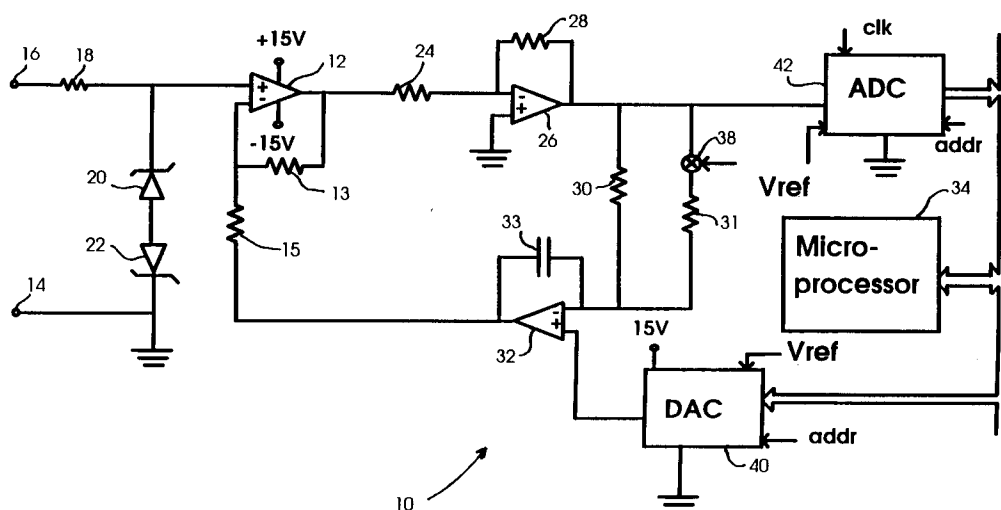 16
18
+15V
12
+
-
-15V
13
24
28
-
+
26
clk
42
ADC
addr
Vref
38
30
31
34
Micro-
processor
20
22
14
15
33
-
+
32
15V
Vref
DAC
addr
40
10